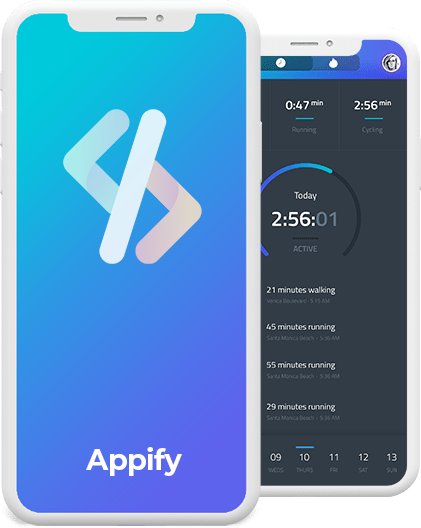 Appify
0:47 min
2:56 min
Running
Cycling
Today
2:56:01
ACTIVE
21 minutes walking
Venice Boulevard - 5:15 AM
45 minutes running
Santa Monica Beach - 5:36 AM
55 minutes running
Santa Monica Beach - 5:36 AM
29 minutes running
Santa Monica Beach - 5:36 AM
09 10 11 12 13
WEDS THURS FRI SAT SUN